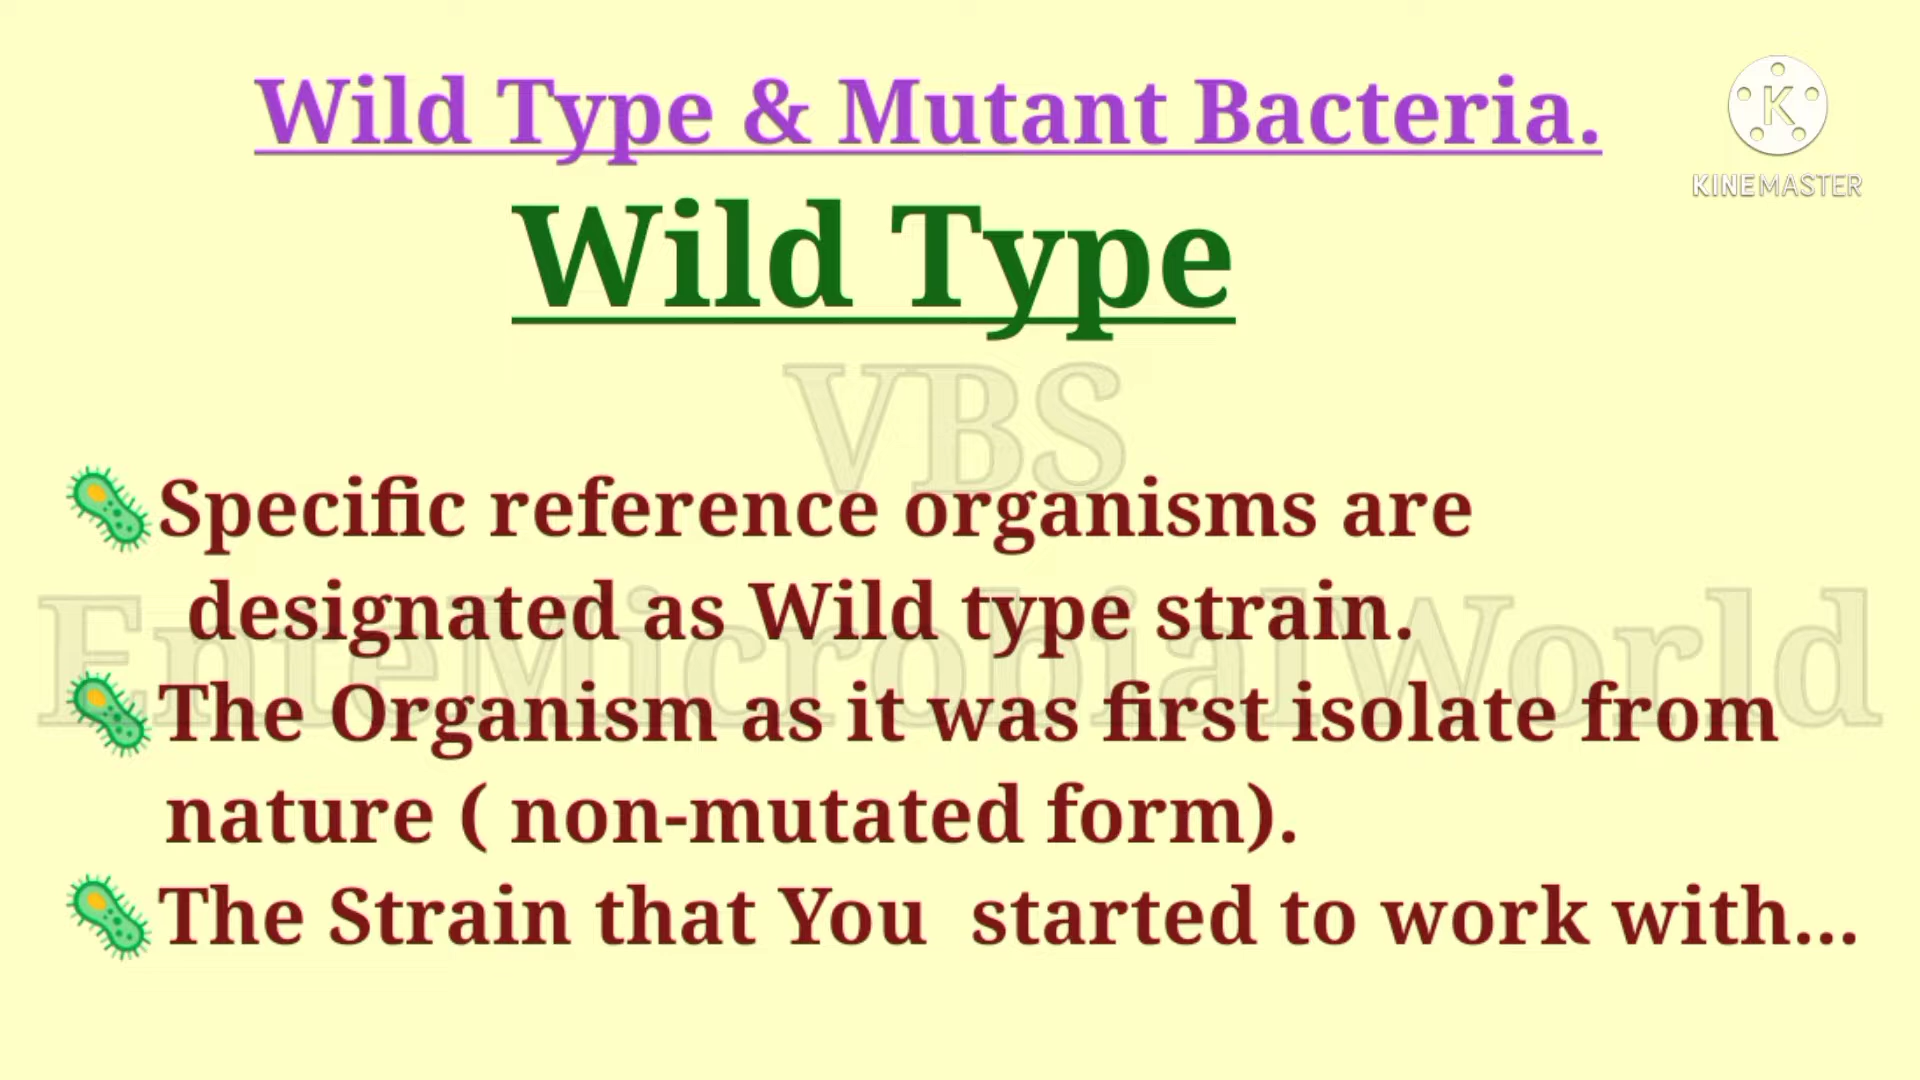 Wild Type & Mutant Bacteria.
K
KINEMASTER
Wild Type
VBS
Specific reference organisms are
designated as Wild type strain.
EnteMicrobialWorld
The Organism as it was first isolate from
nature ( non-mutated form).
The Strain that You  started to work with...